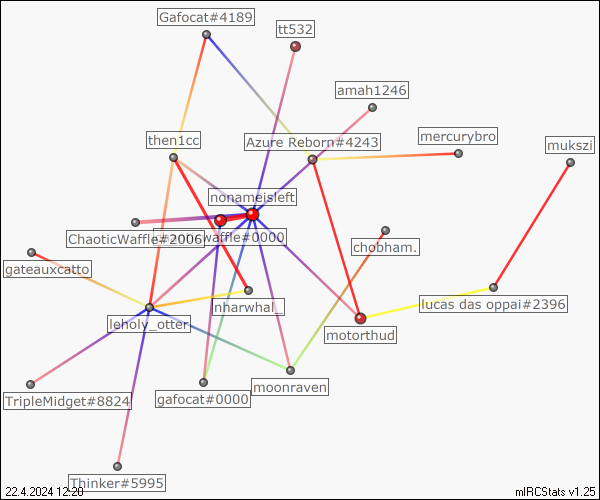 Gafocat#4189
tt532
amah1246
then1cc
Azure Reborn#4243
mercurybro
mukszi
nonameisleft
ChaoticWaffle#2006
waffle#0000
chobham.
gateauxcatto
nharwhal_
lucas das oppai#2396
leholy_otter
motorthud
moonraven
TripleMidget#8824
gafocat#0000
Thinker#5995
22.4.2024 12:20
mIRCStats v1.25